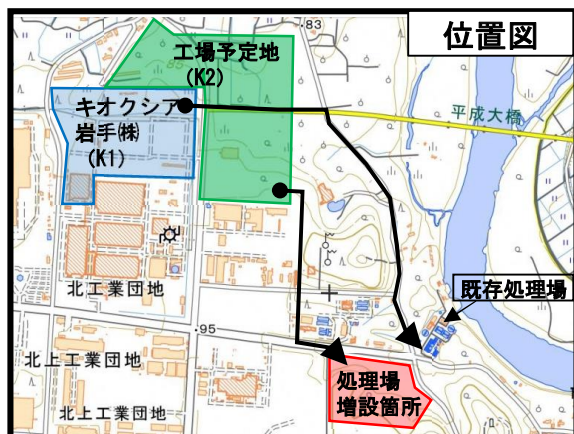 ・83
位置図
工場予定地
(K2)
キオクシア
岩手㈱
(K1)
平成大橋
北工業団地
既存処理場
・95
北上工業団地
処理場
増設箇所
北上工業団地